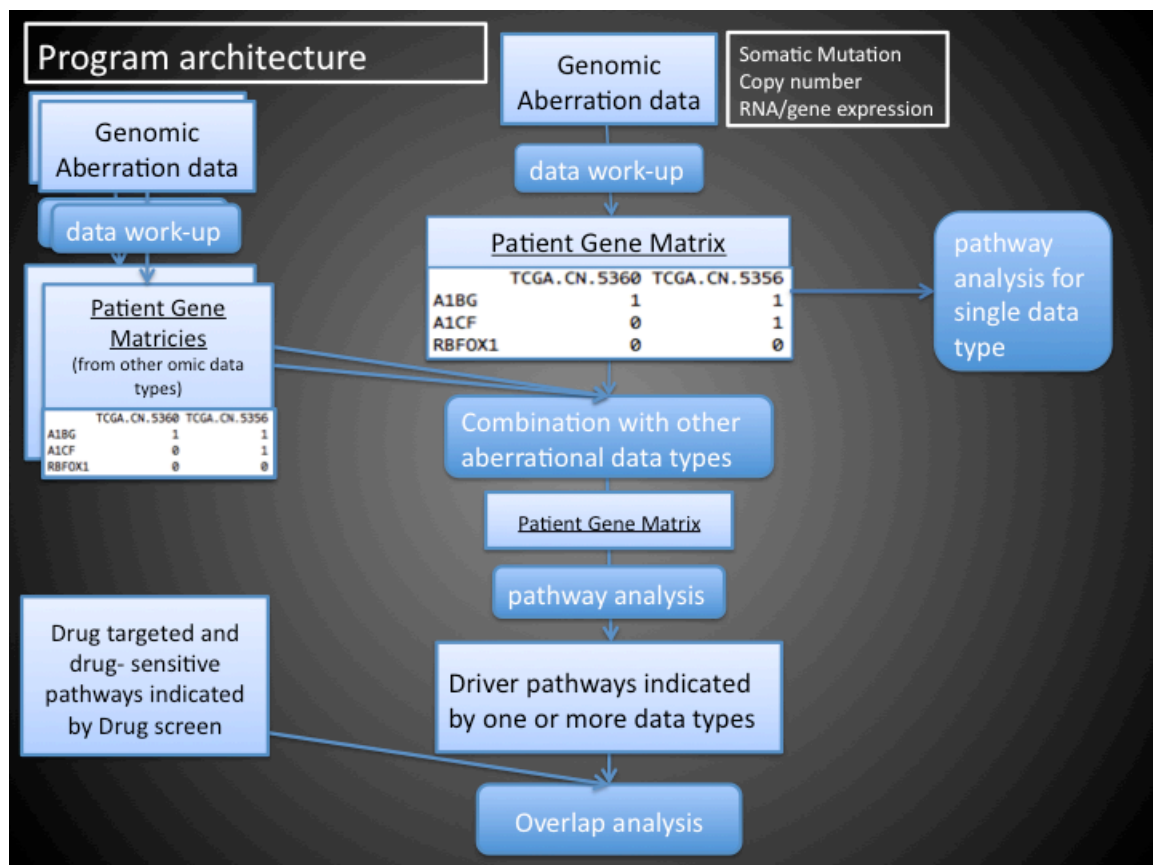 Program architecture
Genomic
Aberration data
Somatic Mutation
Copy number
RNA/gene expression
data work-up
Patient Gene Matrix
TCGA.CN.5360 TCGA.CN.5356
A1BG 1 1
A1CF 0 1
RBFOX1 0 0
pathway
analysis for
single data
type
Genomic
Aberration data
data work-up
Patient Gene
Matricies
(from other omic data
types)
TCGA.CN.5360 TCGA.CN.5356
A1BG 1 1
A1CF 0 1
RBFOX1 0 0
Combination with other
aberrational data types
Patient Gene Matrix
pathway analysis
Driver pathways indicated
by one or more data types
Drug targeted and
drug- sensitive
pathways indicated
by Drug screen
Overlap analysis